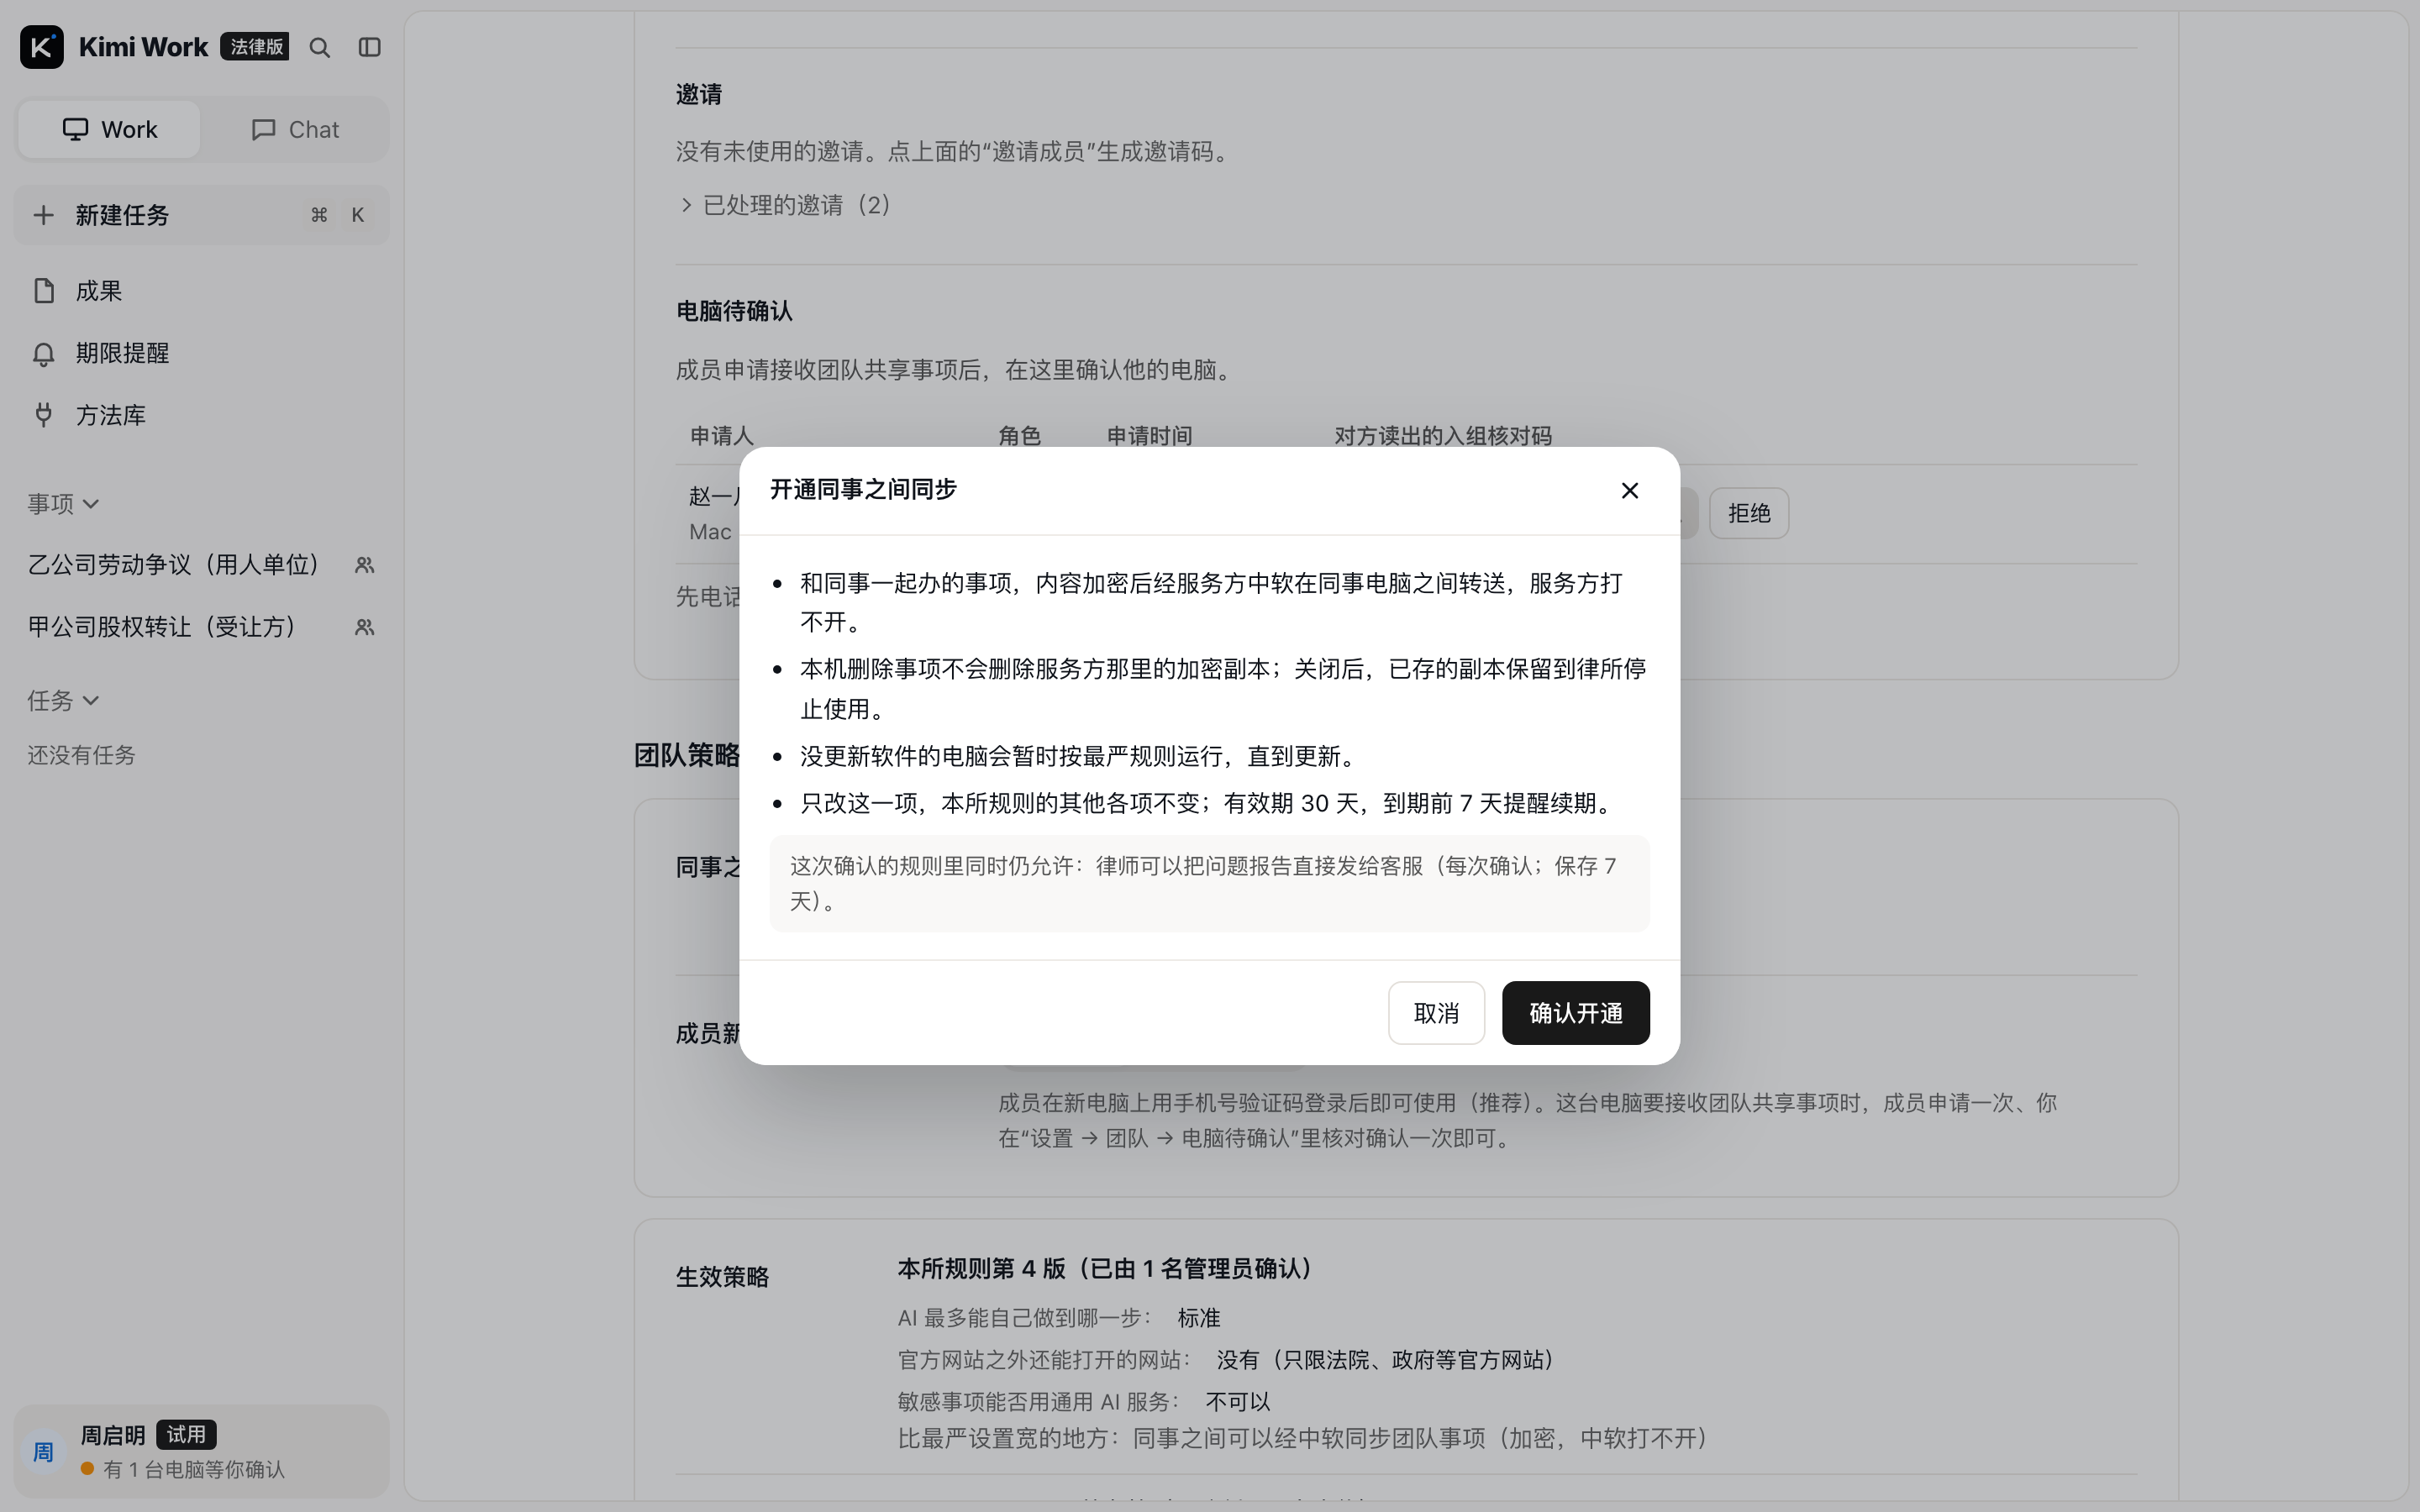 Kimi Work 法律版
Work
Chat
新建任务 ⌘ K
成果
期限提醒
方法库
事项
乙公司劳动争议（用人单位）
甲公司股权转让（受让方）
任务
还没有任务
周 周启明 试用
有 1 台电脑等你确认
邀请
没有未使用的邀请。点上面的“邀请成员”生成邀请码。
已处理的邀请（2）
电脑待确认
成员申请接收团队共享事项后，在这里确认他的电脑。
申请人 角色 申请时间 对方读出的入组核对码
赵一
Mac
拒绝
先电话
开通同事之间同步
• 和同事一起办的事项，内容加密后经服务方中软在同事电脑之间转送，服务方打
不开。
• 本机删除事项不会删除服务方那里的加密副本；关闭后，已存的副本保留到律所停
止使用。
• 没更新软件的电脑会暂时按最严规则运行，直到更新。
• 只改这一项，本所规则的其他各项不变；有效期 30 天，到期前 7 天提醒续期。
这次确认的规则里同时仍允许：律师可以把问题报告直接发给客服（每次确认；保存 7
天）。
取消
确认开通
团队策略
同事之
成员新
成员在新电脑上用手机号验证码登录后即可使用（推荐）。这台电脑要接收团队共享事项时，成员申请一次、你
在“设置 → 团队 → 电脑待确认”里核对确认一次即可。
生效策略
本所规则第 4 版（已由 1 名管理员确认）
AI 最多能自己做到哪一步： 标准
官方网站之外还能打开的网站： 没有（只限法院、政府等官方网站）
敏感事项能否用通用 AI 服务： 不可以
比最严设置宽的地方：同事之间可以经中软同步团队事项（加密，中软打不开）